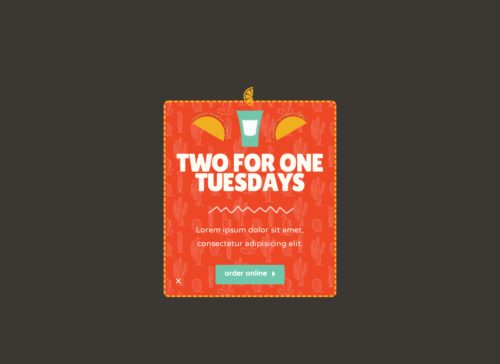 TWO FOR ONE
TUESDAYS
Lorem ipsum dolor sit amet,
consectetur adipisicing elit.
order online
×